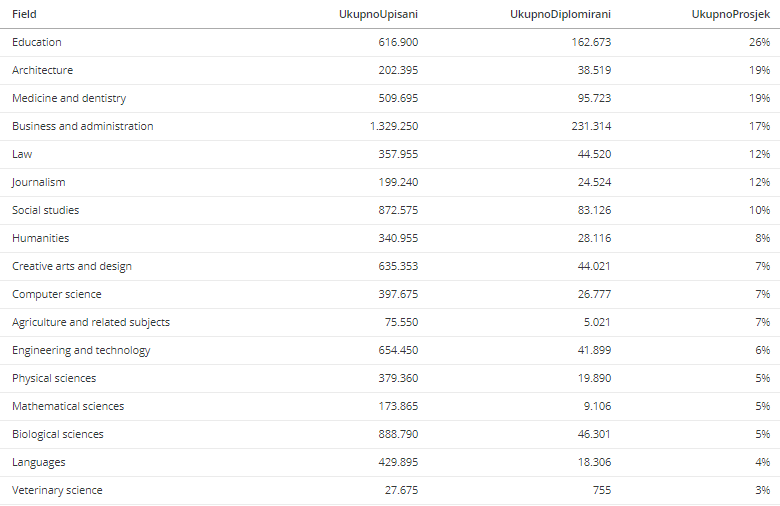 Field UkupnoUpisani UkupnoDiplomirani UkupnoProsjek
Education 616.900 162.673 26%
Architecture 202.395 38.519 19%
Medicine and dentistry 509.695 95.723 19%
Business and administration 1.329.250 231.314 17%
Law 357.955 44.520 12%
Journalism 199.240 24.524 12%
Social studies 872.575 83.126 10%
Humanities 340.955 28.116 8%
Creative arts and design 635.353 44.021 7%
Computer science 397.675 26.777 7%
Agriculture and related subjects 75.550 5.021 7%
Engineering and technology 654.450 41.899 6%
Physical sciences 379.360 19.890 5%
Mathematical sciences 173.865 9.106 5%
Biological sciences 888.790 46.301 5%
Languages 429.895 18.306 4%
Veterinary science 27.675 755 3%